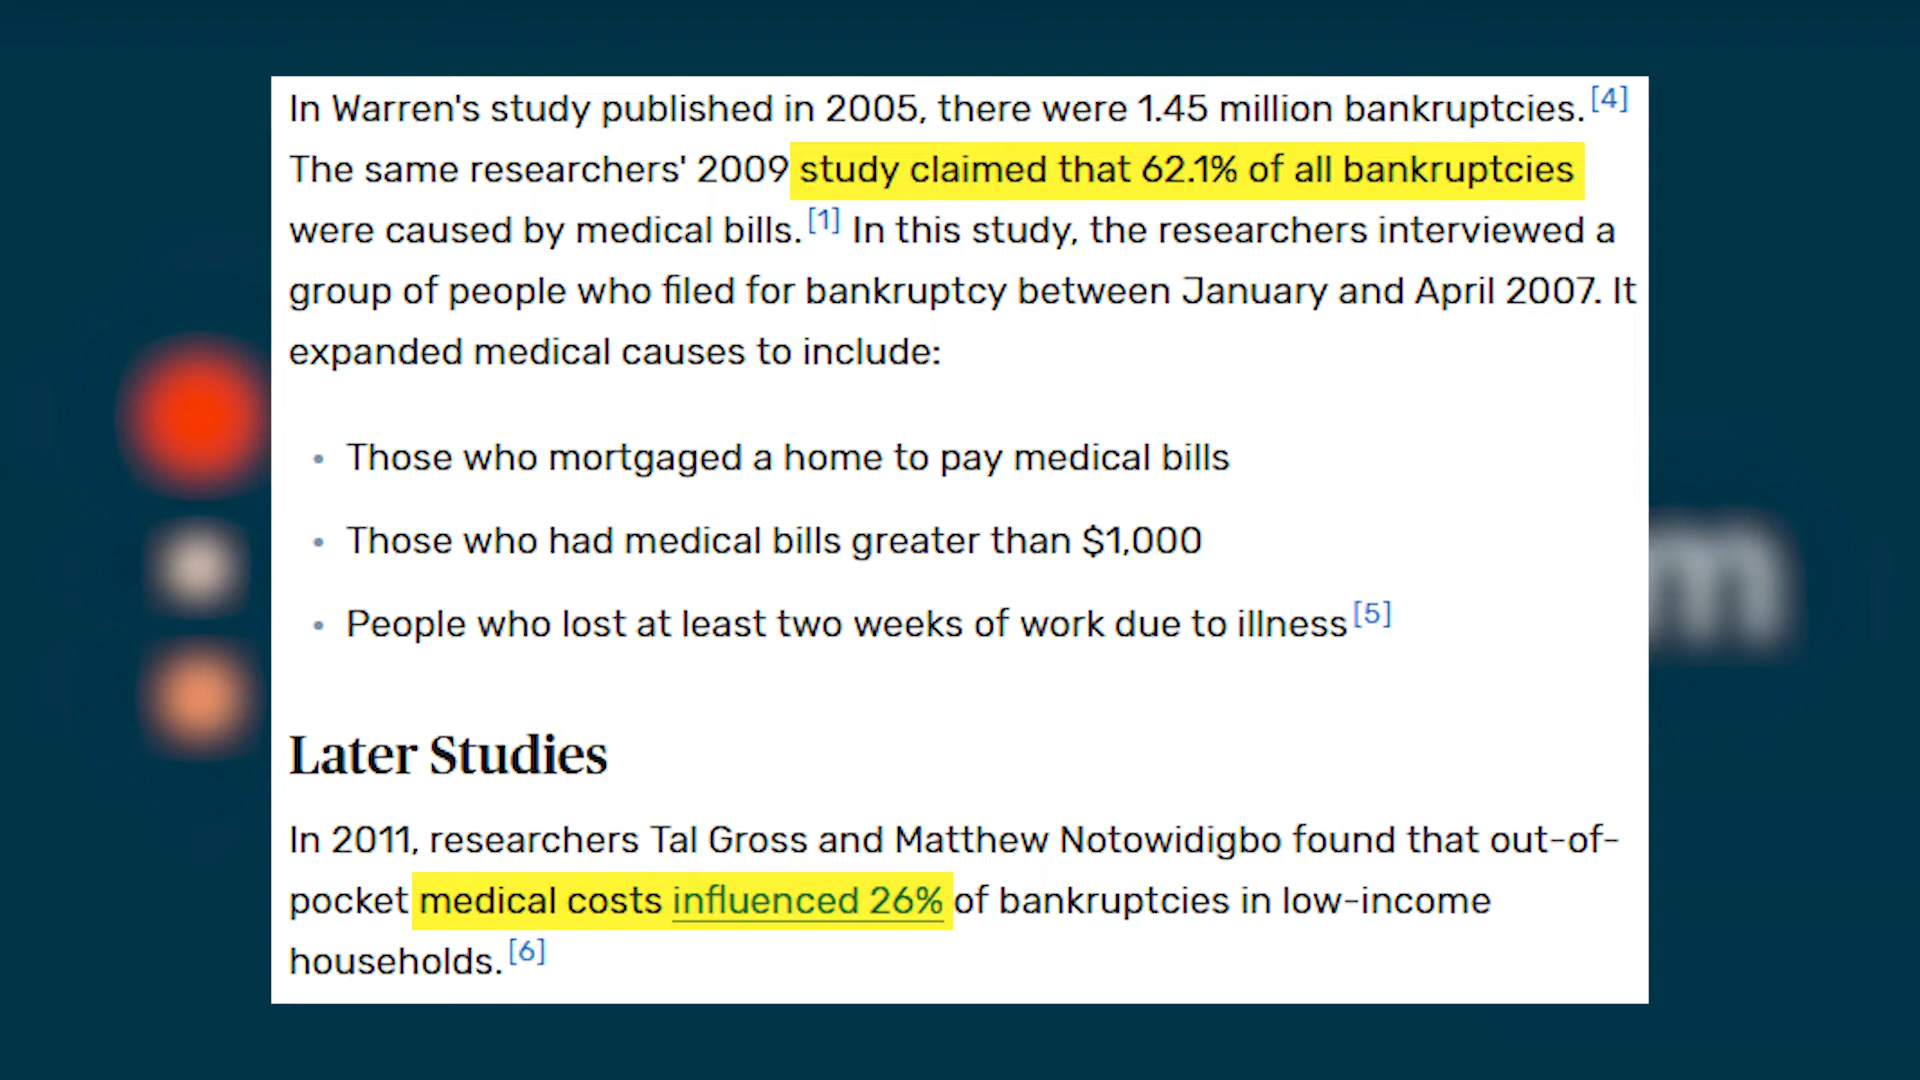 In Warren's study published in 2005, there were 1.45 million bankruptcies. [4]
The same researchers' 2009 study claimed that 62.1% of all bankruptcies
were caused by medical bills. [1] In this study, the researchers interviewed a
group of people who filed for bankruptcy between January and April 2007. It
expanded medical causes to include:
• Those who mortgaged a home to pay medical bills
• Those who had medical bills greater than $1,000
• People who lost at least two weeks of work due to illness [5]
Later Studies
In 2011, researchers Tal Gross and Matthew Notowidigbo found that out-of-
pocket medical costs influenced 26% of bankruptcies in low-income
households. [6]
m